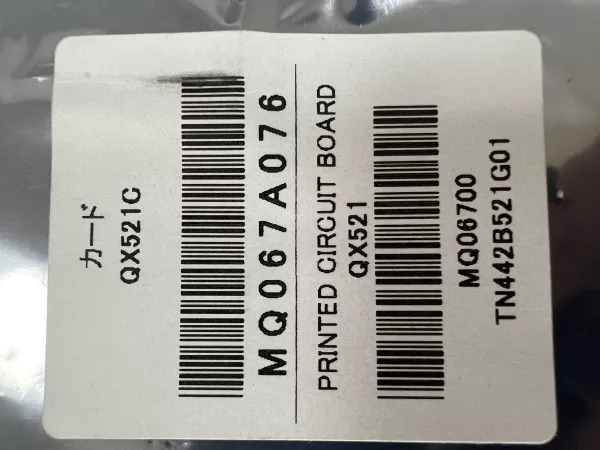 カード
QX521C
MQ067A076
PRINTED CIRCUIT BOARD
QX521
MQ06700
TN442B521G01